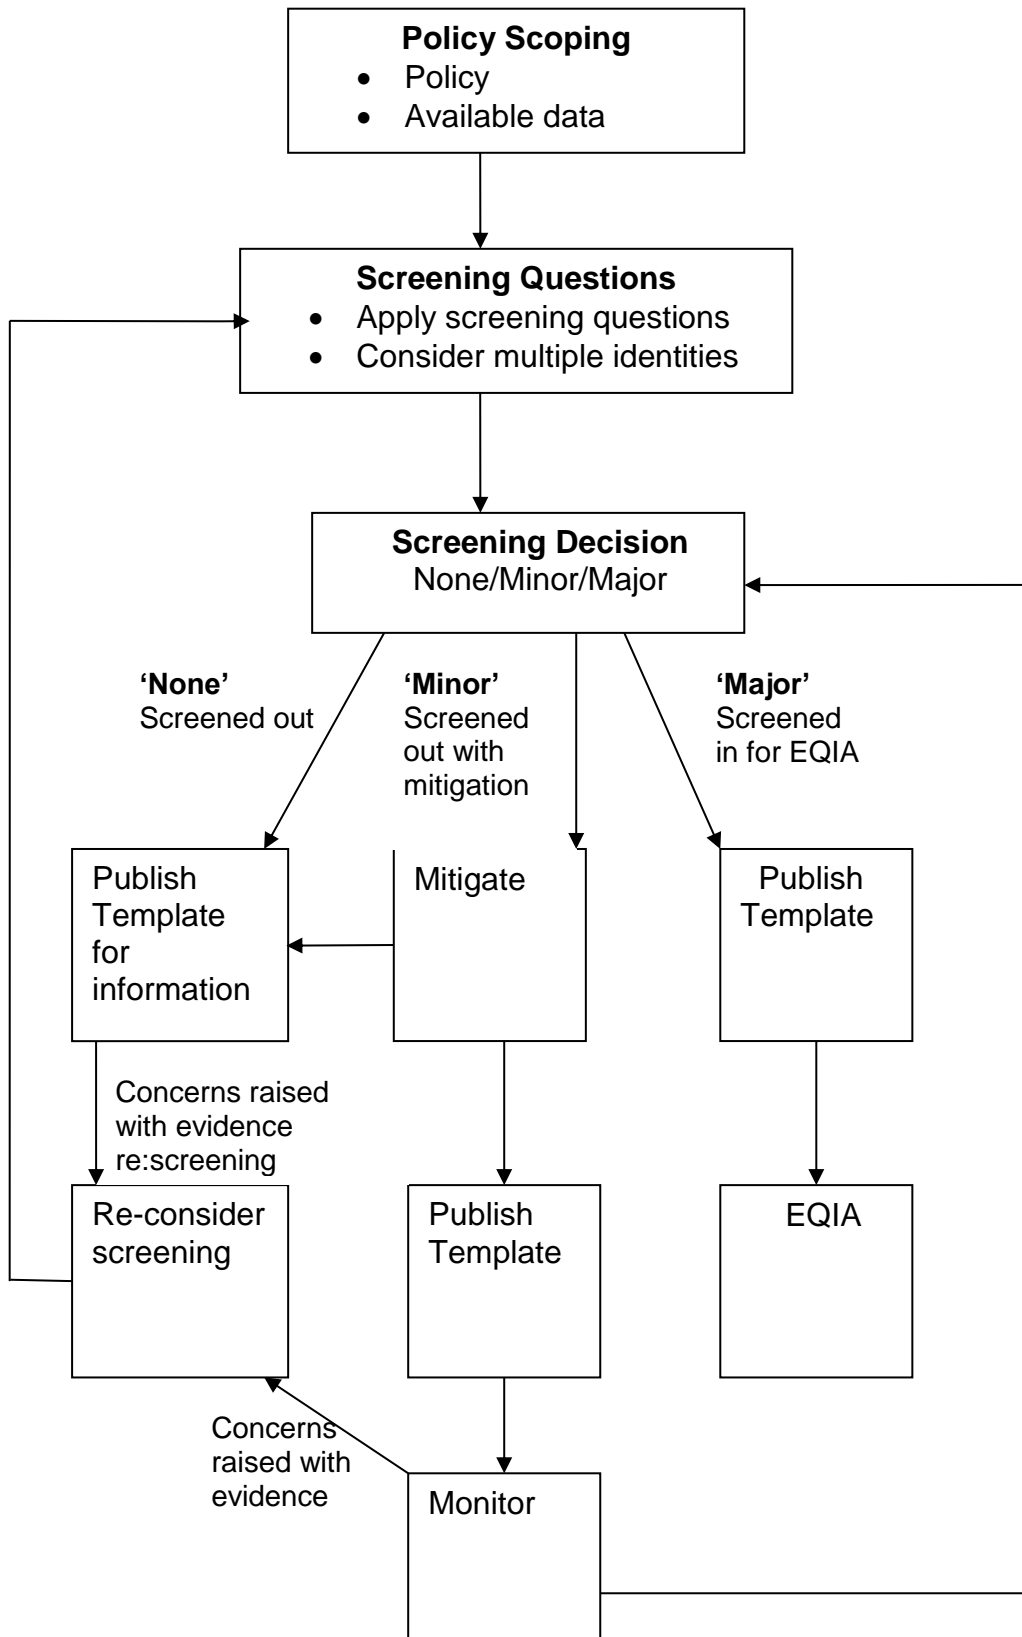 Policy Scoping
• Policy
• Available data
Screening Questions
• Apply screening questions
• Consider multiple identities
Screening Decision
None/Minor/Major
‘None’
Screened out
‘Minor’
Screened
out with
mitigation
‘Major’
Screened
in for EQIA
Publish
Template
for
information
Mitigate
Publish
Template
Concerns raised
with evidence
re:screening
Re-consider
screening
Publish
Template
EQIA
Concerns
raised with
evidence
Monitor